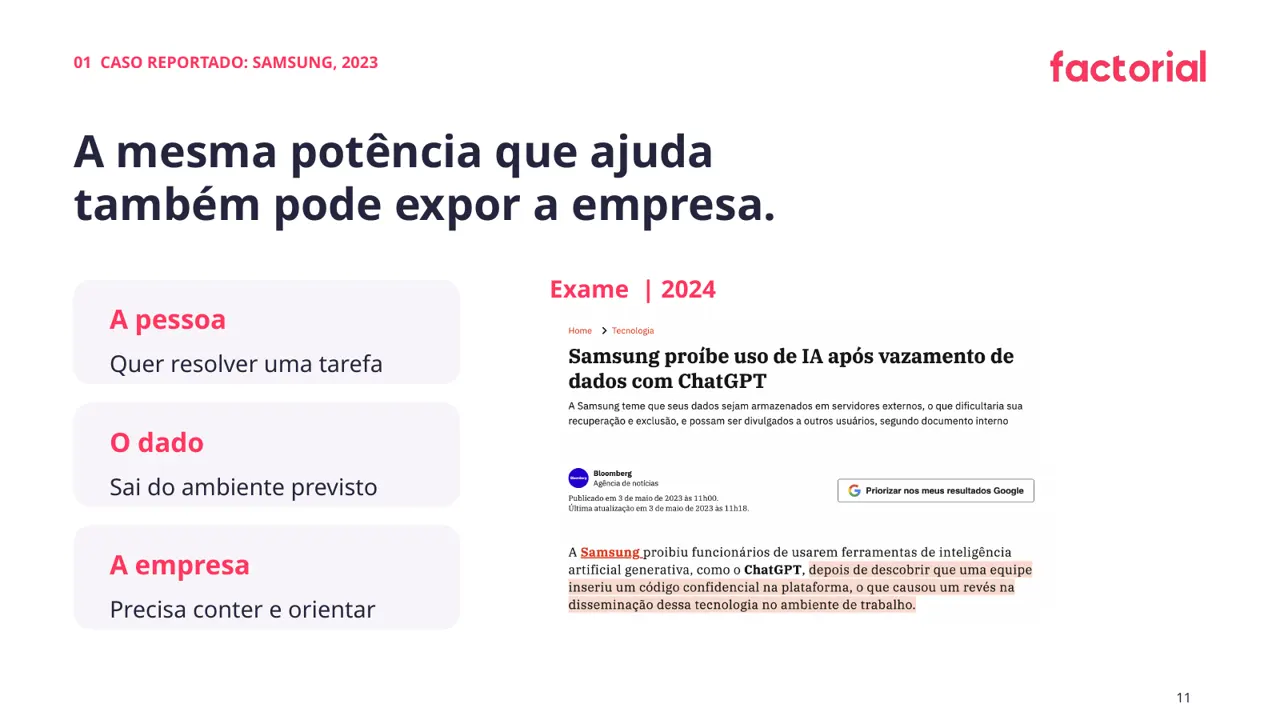 01 CASO REPORTADO: SAMSUNG, 2023
factorial
A mesma potência que ajuda
também pode expor a empresa.
A pessoa
Quer resolver uma tarefa
O dado
Sai do ambiente previsto
A empresa
Precisa conter e orientar
Exame | 2024
Home > Tecnologia
Samsung proíbe uso de IA após vazamento de
dados com ChatGPT
A Samsung teme que seus dados sejam armazenados em servidores externos, o que dificultaria sua
recuperação e exclusão, e possam ser divulgados a outros usuários, segundo documento interno
Bloomberg
Bloomberg
Agência de notícias
Publicado em 3 de maio de 2023 às 11h00.
Última atualização em 3 de maio de 2023 às 11h18.
G Priorizar nos meus resultados Google
A Samsung proibiu funcionários de usarem ferramentas de inteligência
artificial generativa, como o ChatGPT, depois de descobrir que uma equipe
inseriu um código confidencial na plataforma, o que causou um revés na
disseminação dessa tecnologia no ambiente de trabalho.
11